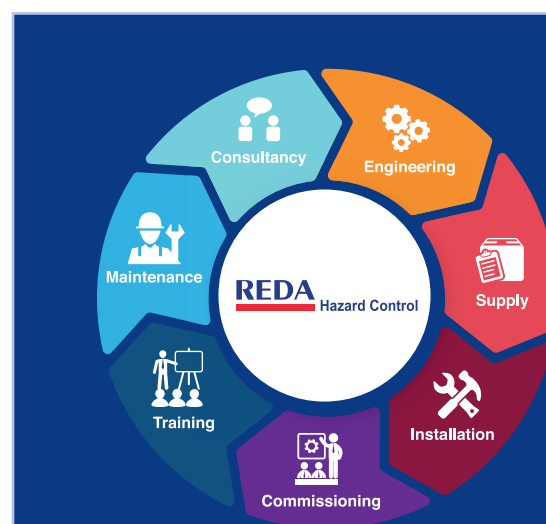 Consultancy
Engineering
Supply
Installation
Commissioning
Training
Maintenance
REDA
Hazard Control